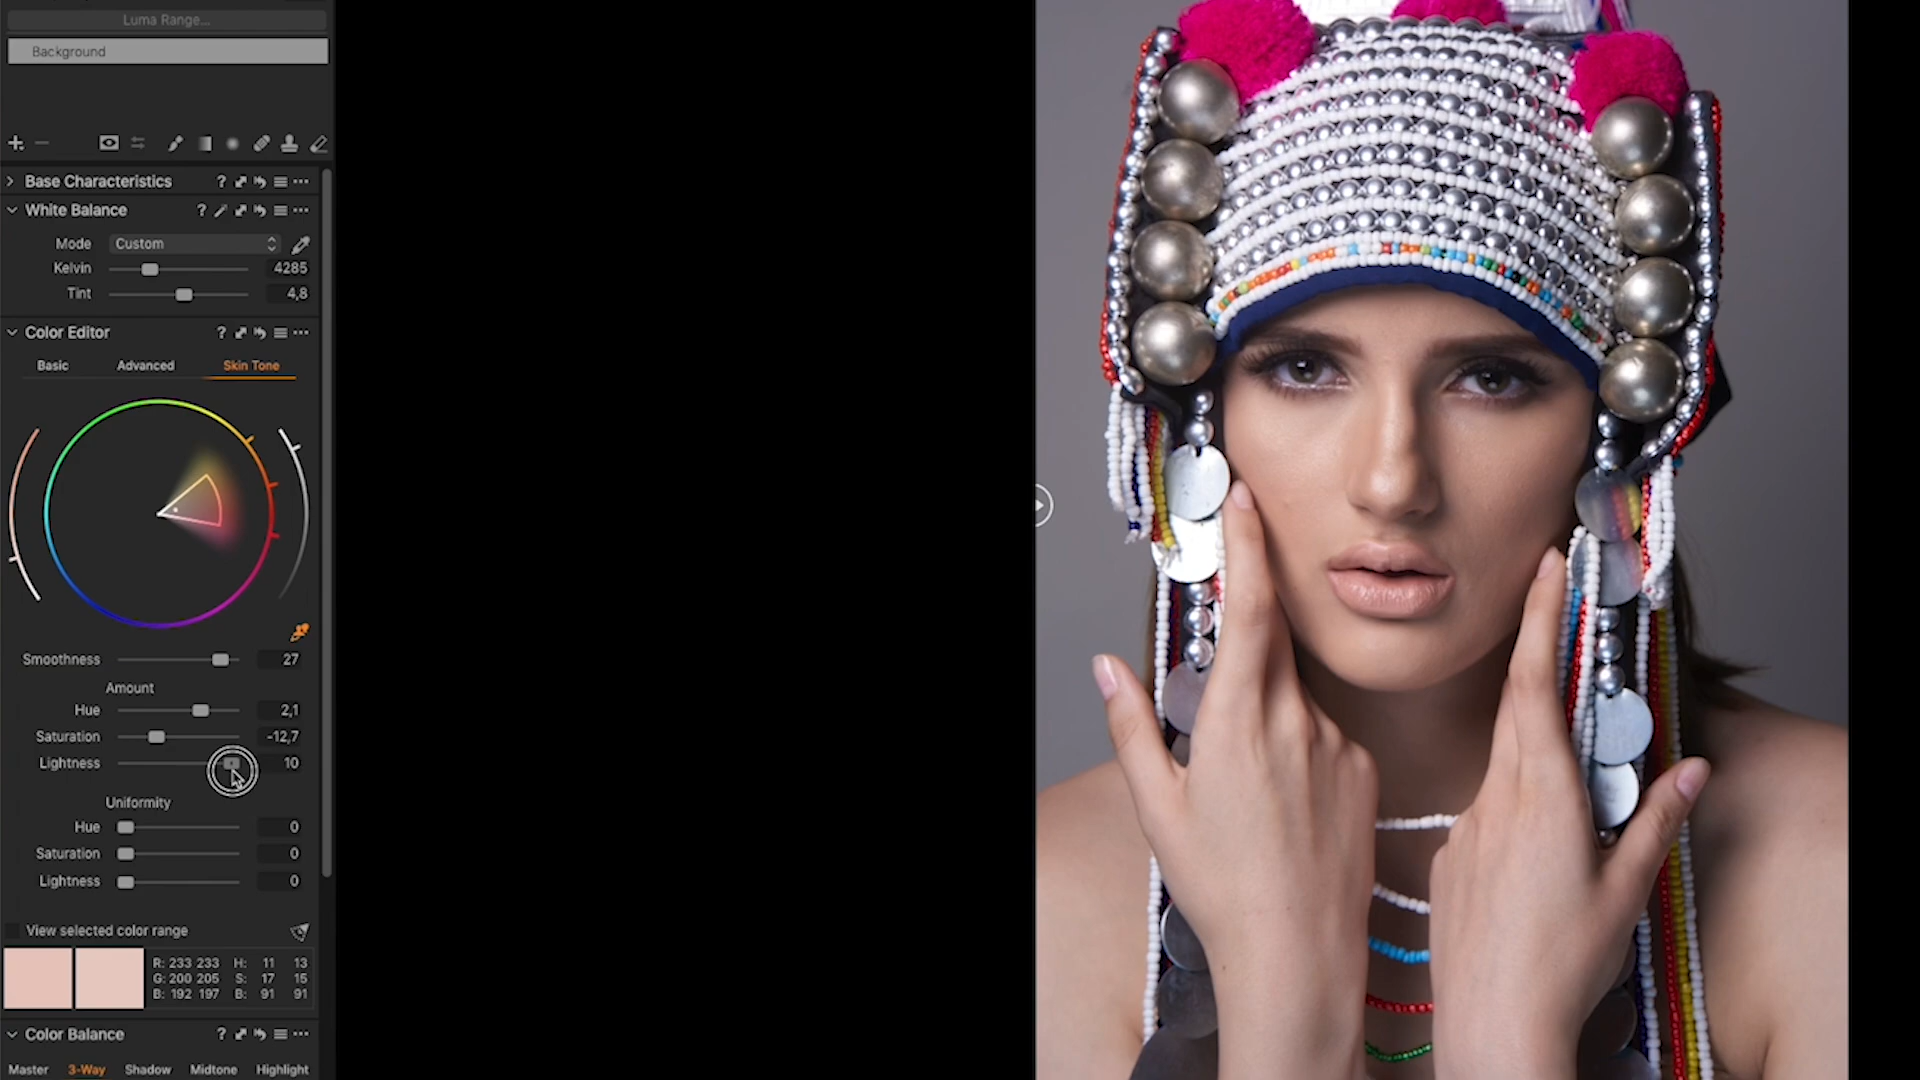 Luma Range...
Background
Base Characteristics ?
White Balance ?
Mode Custom
Kelvin 4285
Tint 4,8
Color Editor ?
Basic Advanced Skin Tone
Smoothness 27
Amount
Hue 2,1
Saturation -12,7
Lightness 10
Uniformity
Hue 0
Saturation 0
Lightness 0
View selected color range
R: 233 233 H: 11 13
G: 200 205 S: 17 15
B: 192 197 B: 91 91
Color Balance ?
Master 3-Way Shadow Midtone Highlight